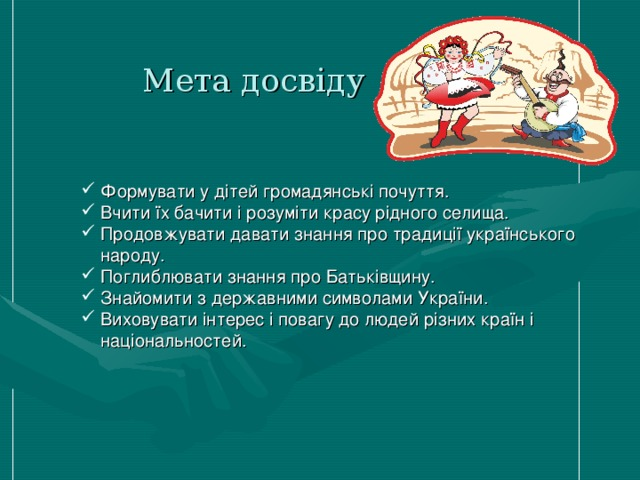 Мета досвіду
Формувати у дітей громадянські почуття.
Вчити їх бачити і розуміти красу рідного селища.
Продовжувати давати знання про традиції українського
народу.
Поглиблювати знання про Батьківщину.
Знайомити з державними символами України.
Виховувати інтерес і повагу до людей різних країн і
національностей.